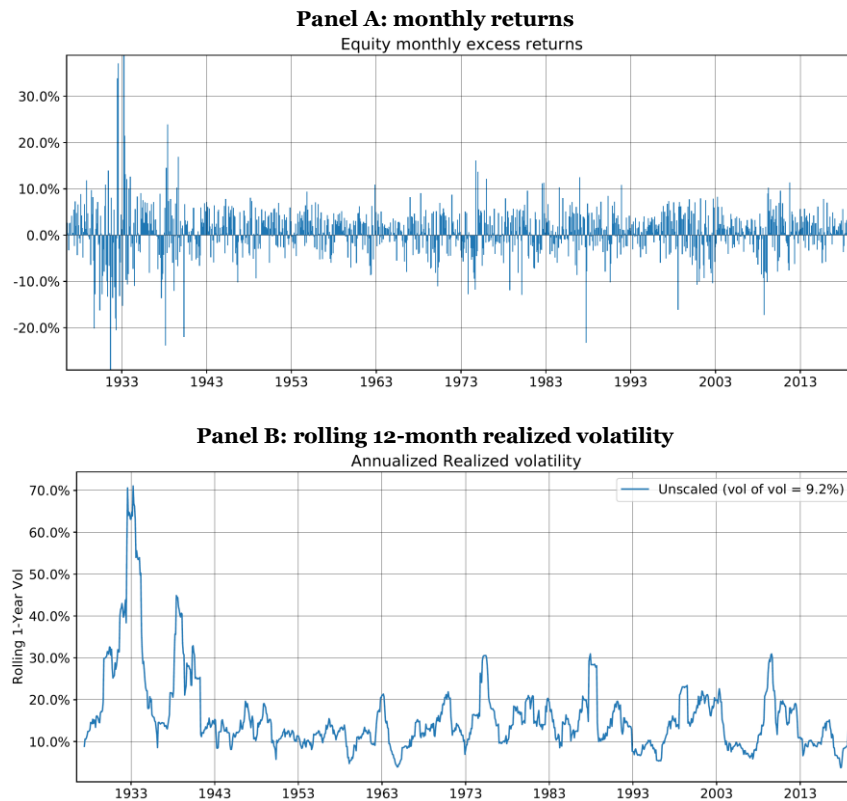 Panel A: monthly returns
Equity monthly excess returns
30.0%
20.0%
10.0%
0.0%
-10.0%
-20.0%
1933 1943 1953 1963 1973 1983 1993 2003 2013
Panel B: rolling 12-month realized volatility
Annualized Realized volatility
Unscaled (vol of vol = 9.2%)
Rolling 1-Year Vol
70.0%
60.0%
50.0%
40.0%
30.0%
20.0%
10.0%
1933 1943 1953 1963 1973 1983 1993 2003 2013